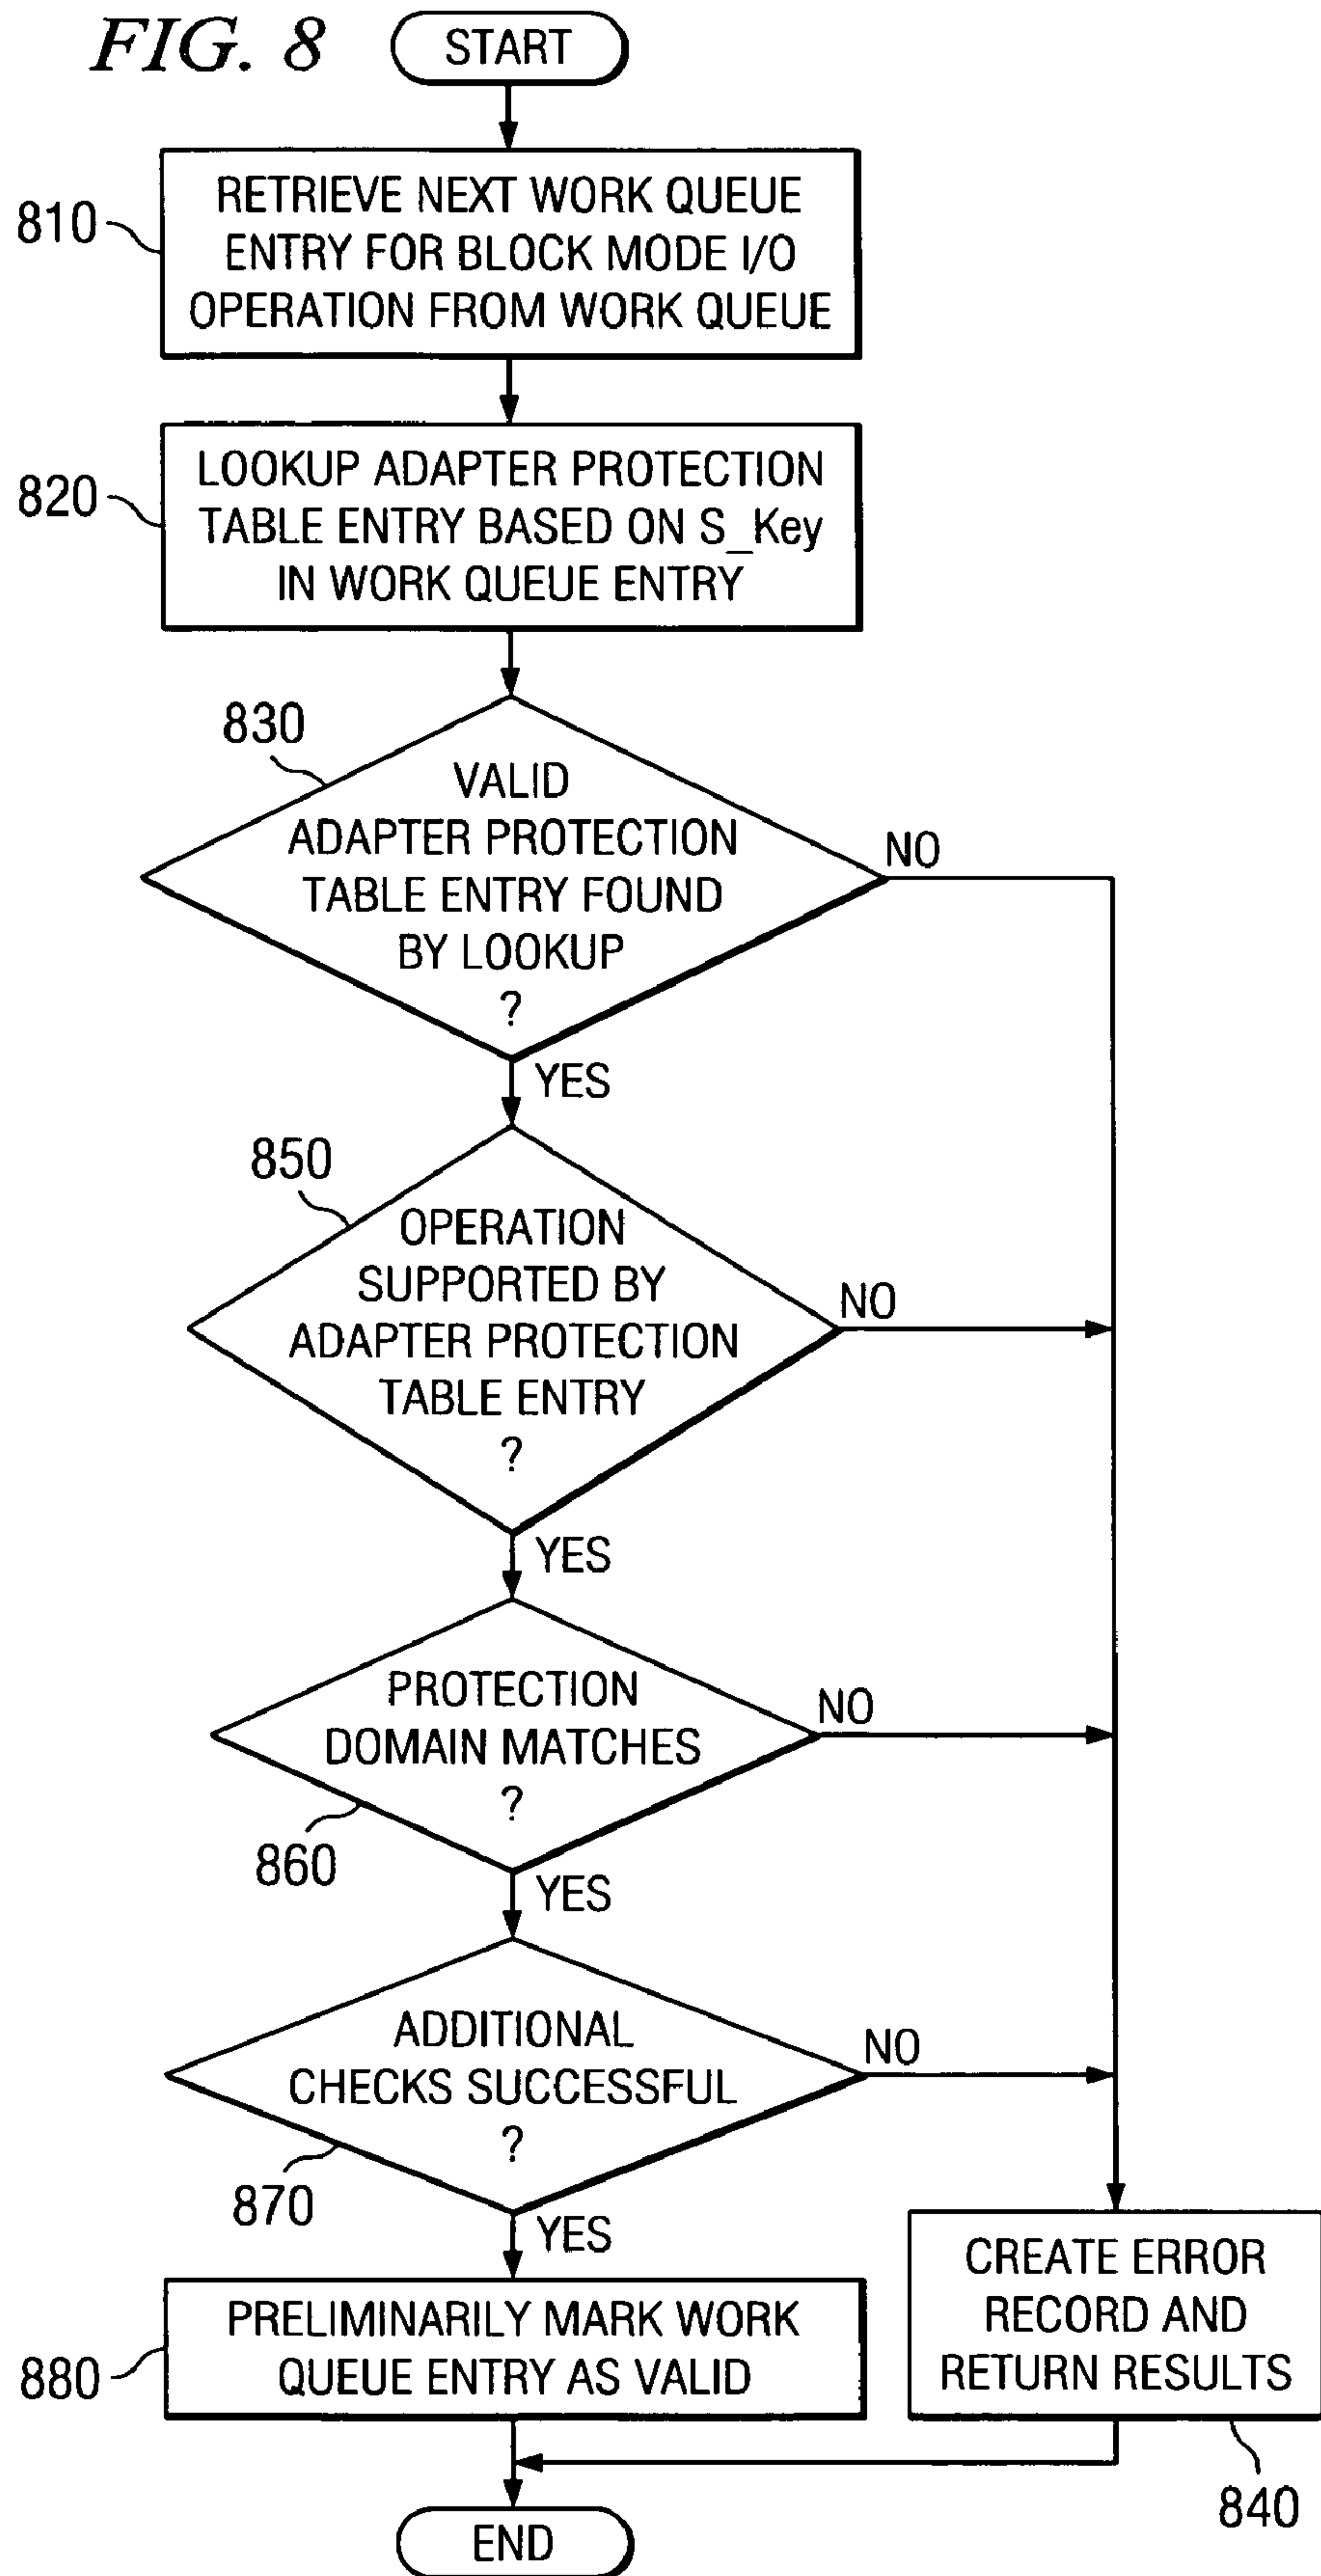 FIG. 8
START
810
RETRIEVE NEXT WORK QUEUE
ENTRY FOR BLOCK MODE I/O
OPERATION FROM WORK QUEUE
820
LOOKUP ADAPTER PROTECTION
TABLE ENTRY BASED ON S_Key
IN WORK QUEUE ENTRY
830
VALID
ADAPTER PROTECTION
TABLE ENTRY FOUND
BY LOOKUP
?
NO
YES
850
OPERATION
SUPPORTED BY
ADAPTER PROTECTION
TABLE ENTRY
?
NO
YES
PROTECTION
DOMAIN MATCHES
?
NO
860
YES
ADDITIONAL
CHECKS SUCCESSFUL
?
NO
870
YES
880
PRELIMINARILY MARK WORK
QUEUE ENTRY AS VALID
CREATE ERROR
RECORD AND
RETURN RESULTS
840
END